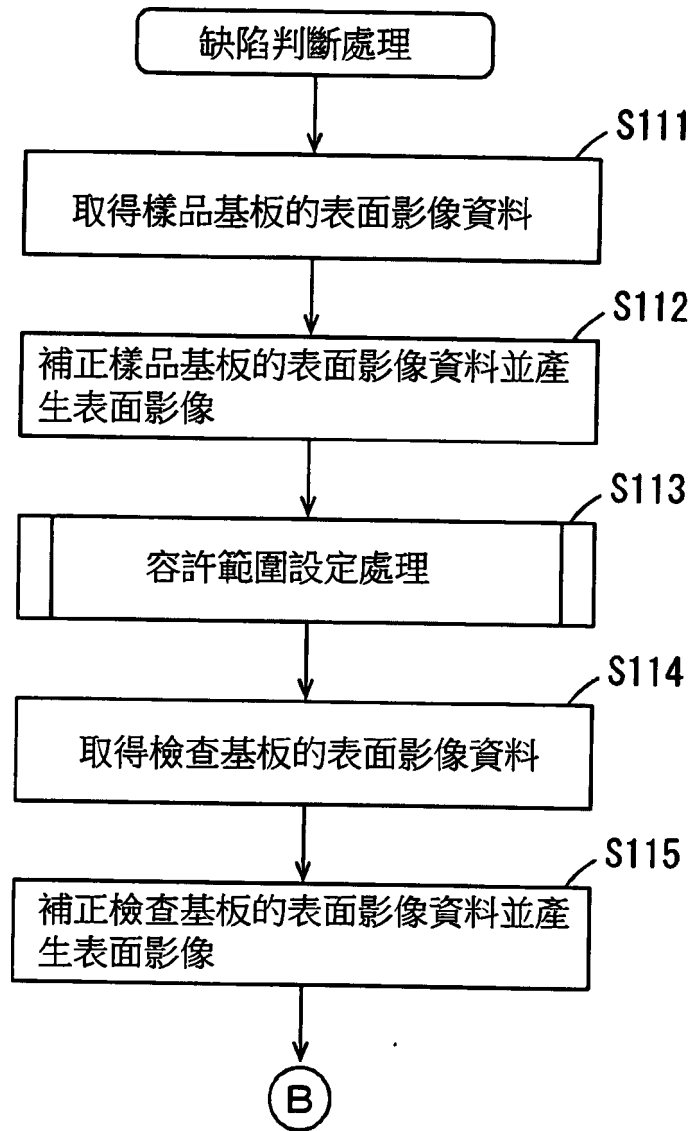 缺陷判斷處理
S111
取得樣品基板的表面影像資料
S112
補正樣品基板的表面影像資料並產
生表面影像
S113
容許範圍設定處理
S114
取得檢查基板的表面影像資料
S115
補正檢查基板的表面影像資料並產
生表面影像
B